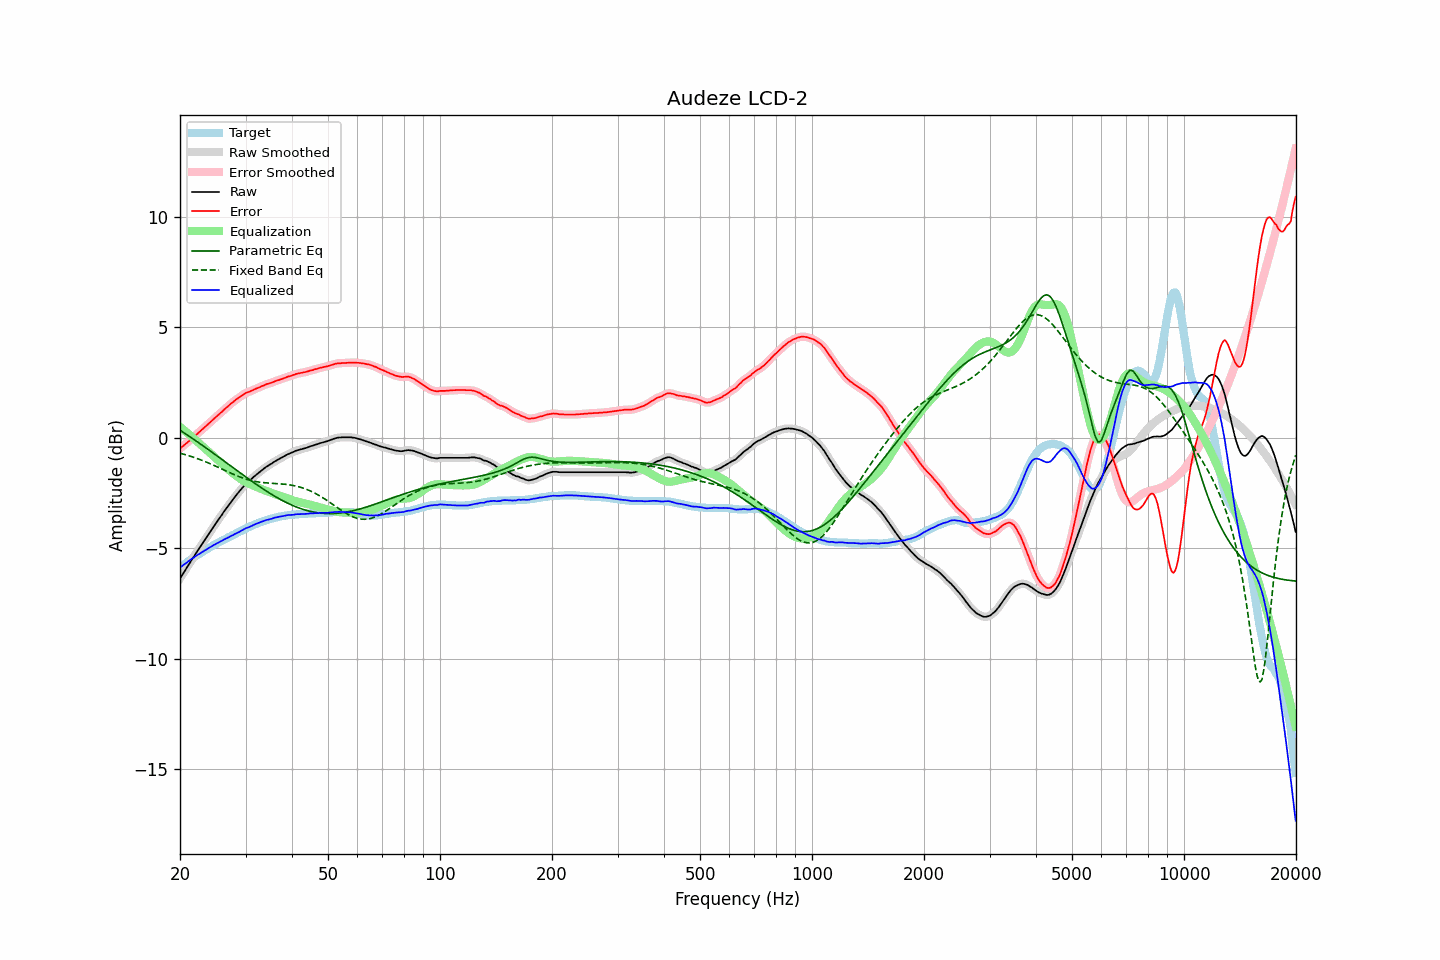 Audeze LCD-2
Target
Raw Smoothed
Error Smoothed
Raw
Error
Equalization
Parametric Eq
Fixed Band Eq
Equalized
Amplitude (dBr)
10
5
0
−5
−10
−15
20 50 100 200 500 1000 2000 5000 10000 20000
Frequency (Hz)